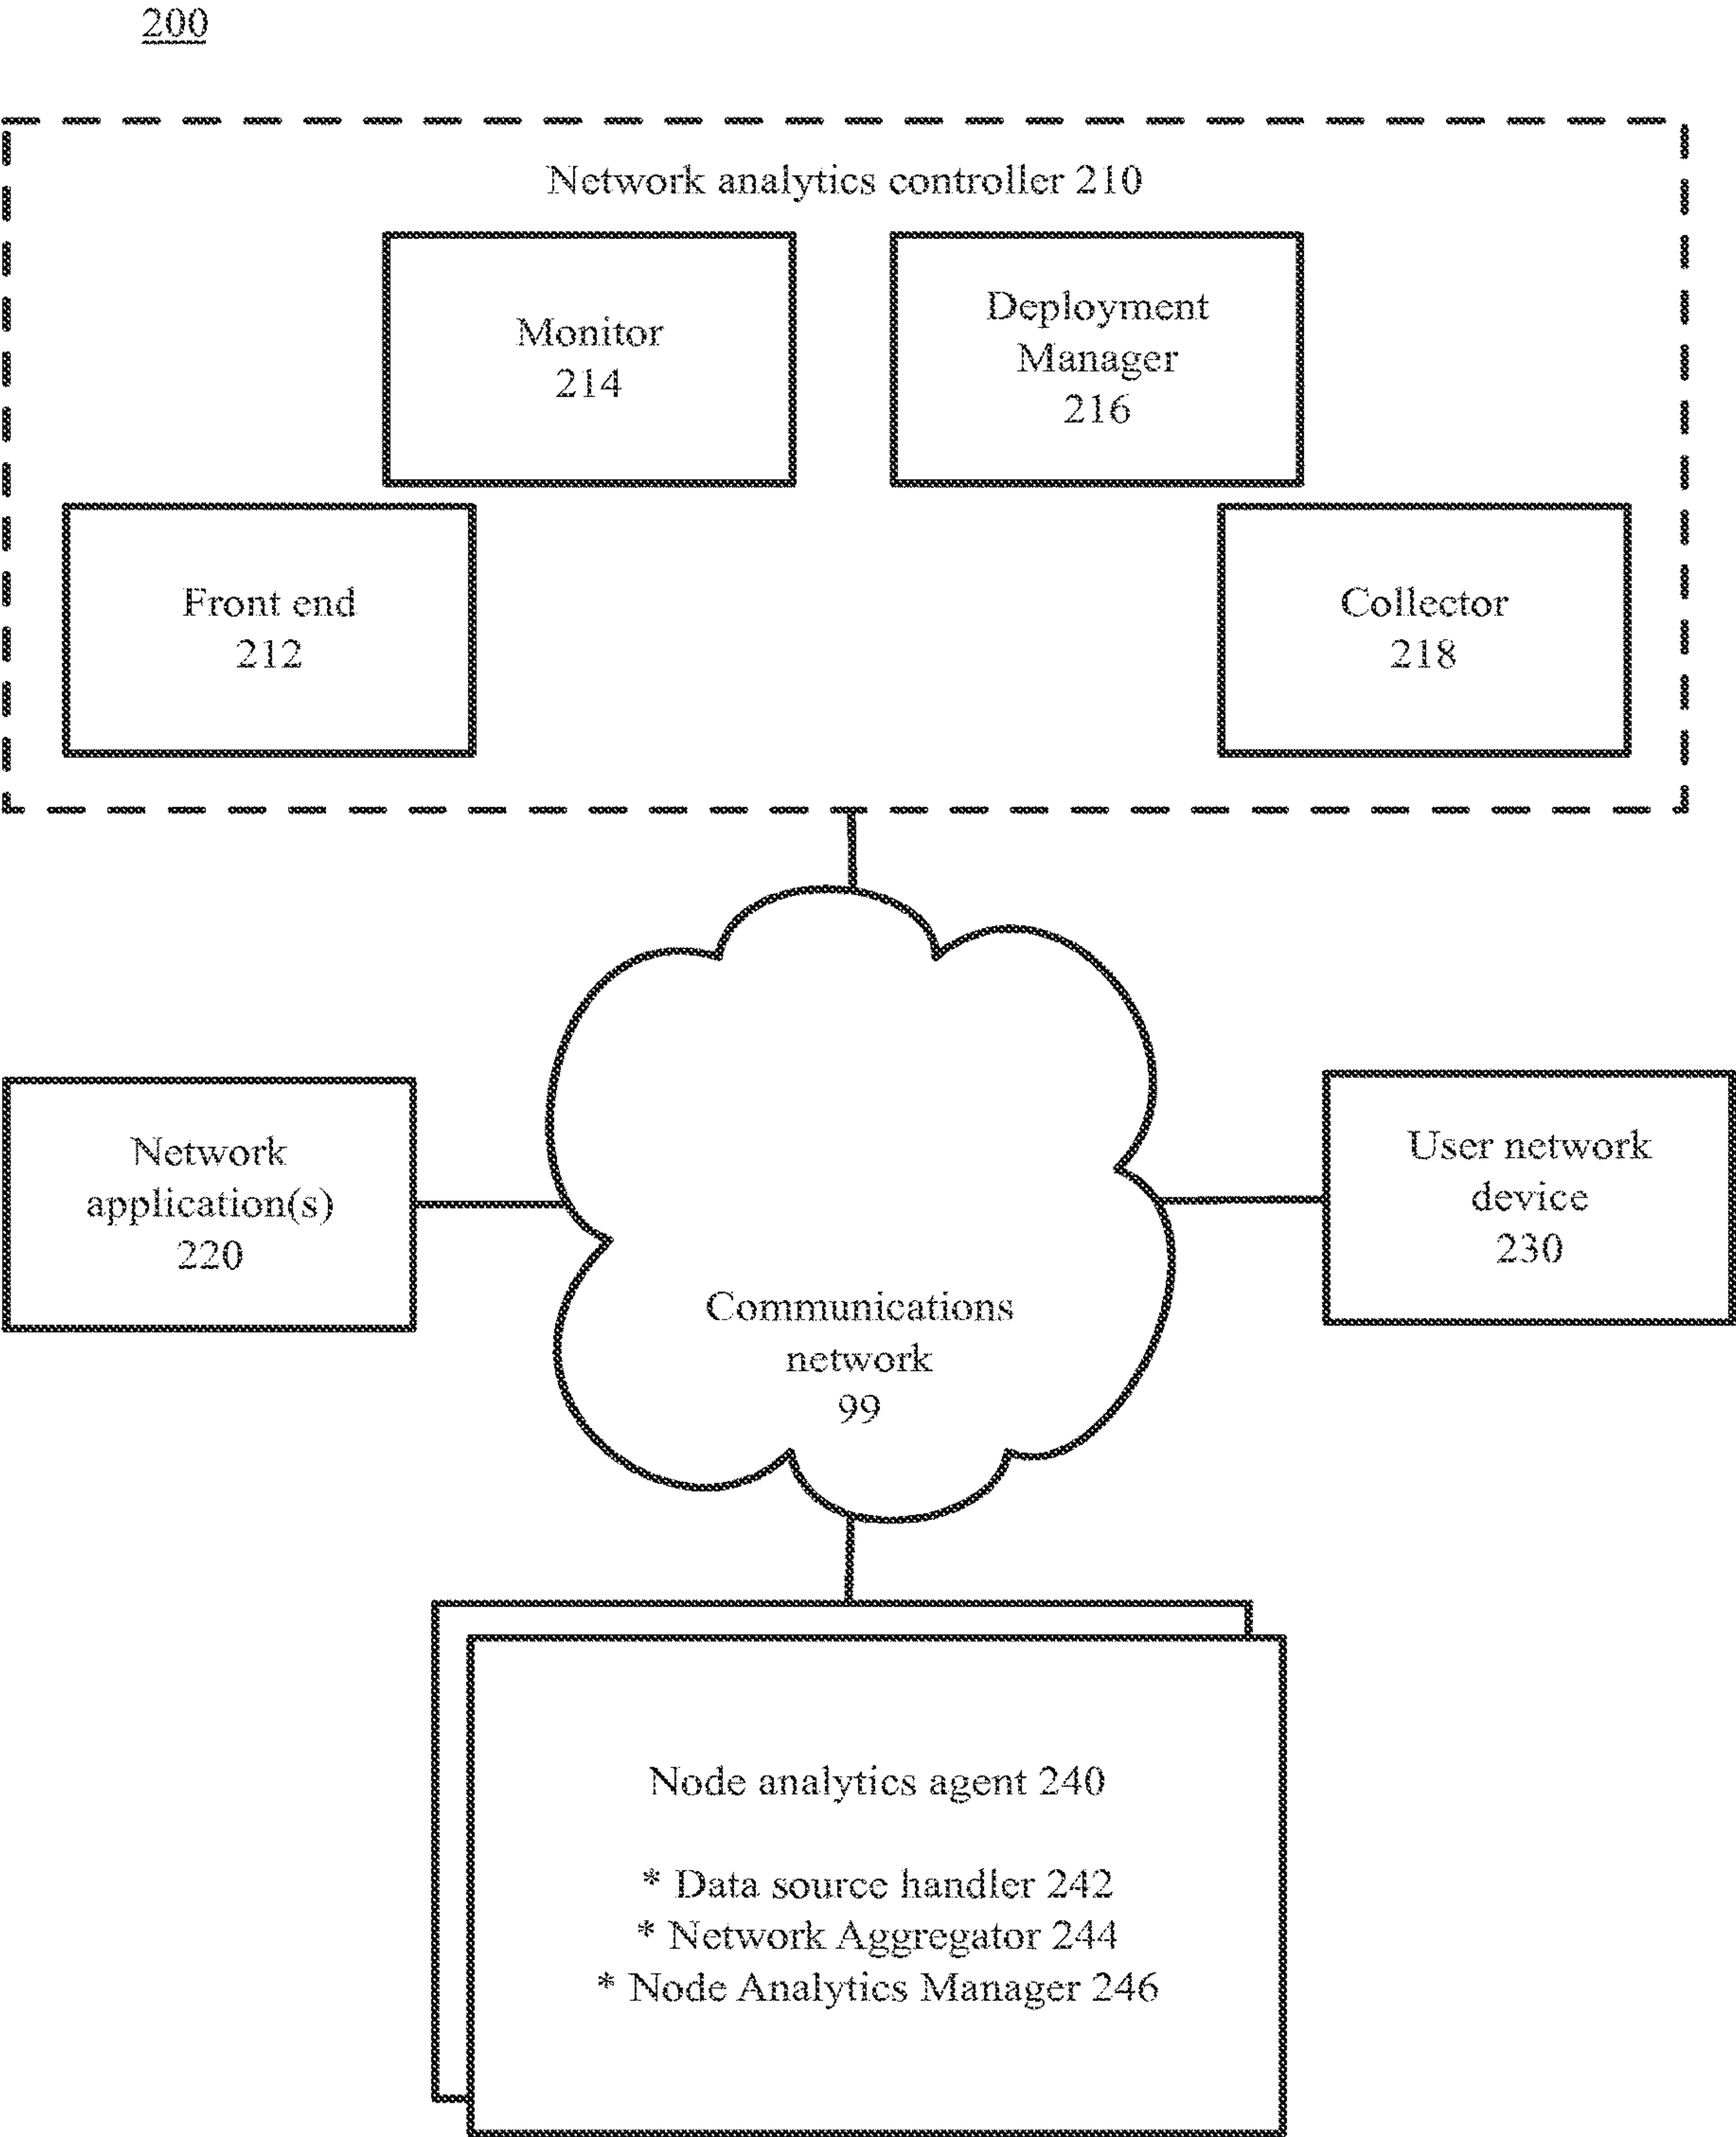 200
Network analytics controller 210
Monitor
214
Deployment
Manager
216
Front end
212
Collector
218
Network
application(s)
220
User network
device
230
Communications
network
99
Node analytics agent 240
* Data source handler 242
* Network Aggregator 244
* Node Analytics Manager 246